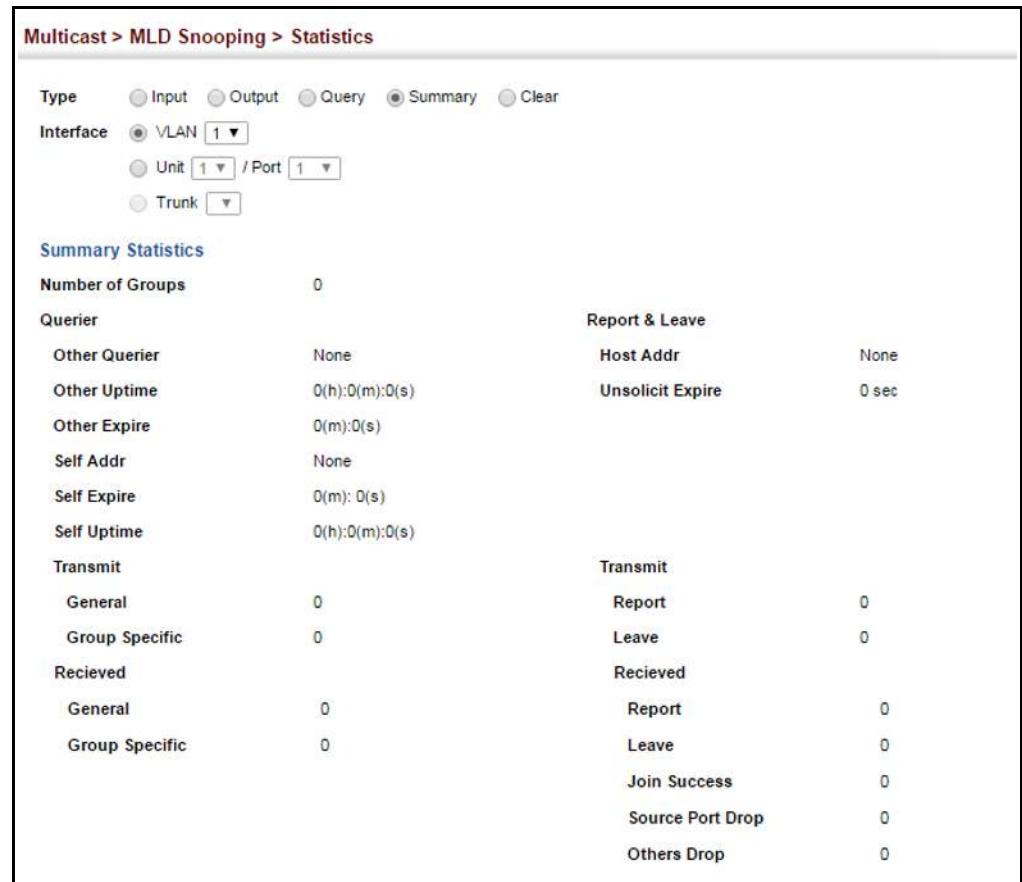 Multicast > MLD Snooping > Statistics
Type Input Output Query Summary Clear
Interface VLAN 1
Unit 1 / Port 1
Trunk
Summary Statistics
Number of Groups 0
Querier Report & Leave
Other Querier None Host Addr None
Other Uptime 0(h):0(m):0(s) Unsolicit Expire 0 sec
Other Expire 0(m):0(s)
Self Addr None
Self Expire 0(m): 0(s)
Self Uptime 0(h):0(m):0(s)
Transmit Transmit
General 0 Report 0
Group Specific 0 Leave 0
Recieved Recieved
General 0 Report 0
Group Specific 0 Leave 0
Join Success 0
Source Port Drop 0
Others Drop 0